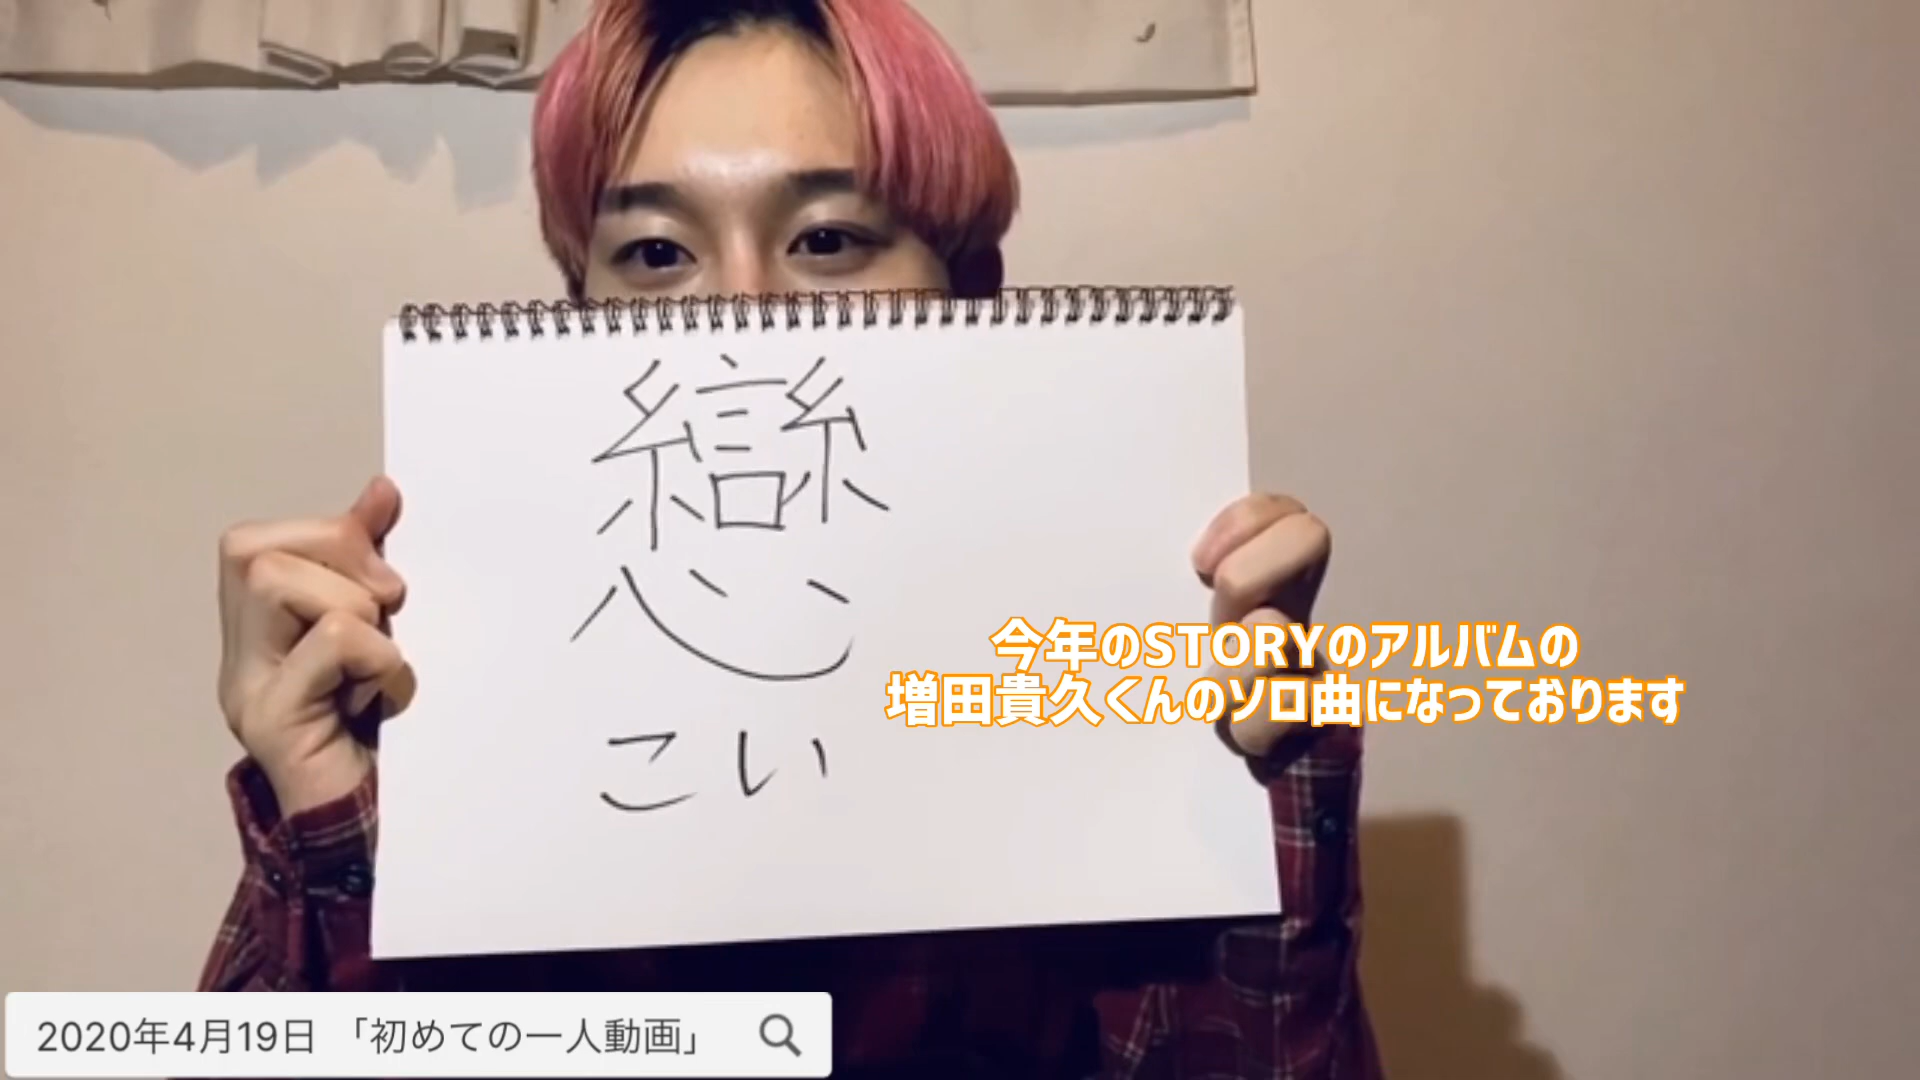 戀
こい
今年のSTORYのアルバムの
増田貴久くんのソロ曲になっております
2020年4月19日 「初めての一人動画」